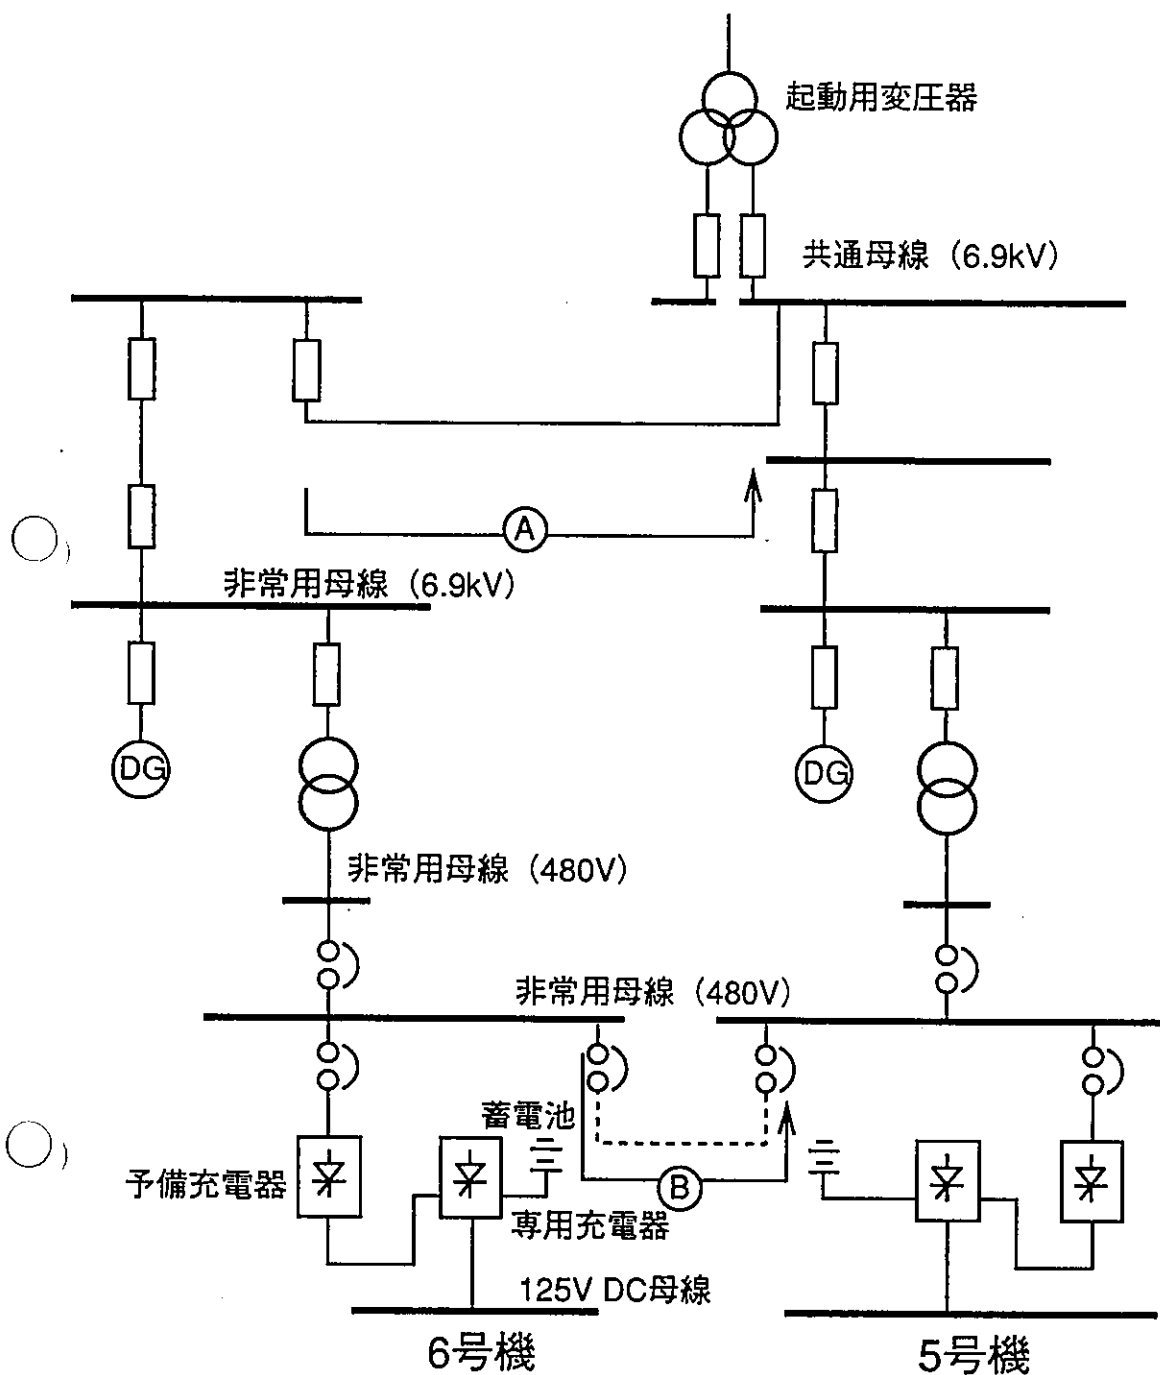 起動用変圧器
共通母線（6.9kV）
A
非常用母線（6.9kV）
DG
DG
非常用母線（480V）
非常用母線（480V）
蓄電池
予備充電器
B
専用充電器
125V DC母線
6号機
5号機